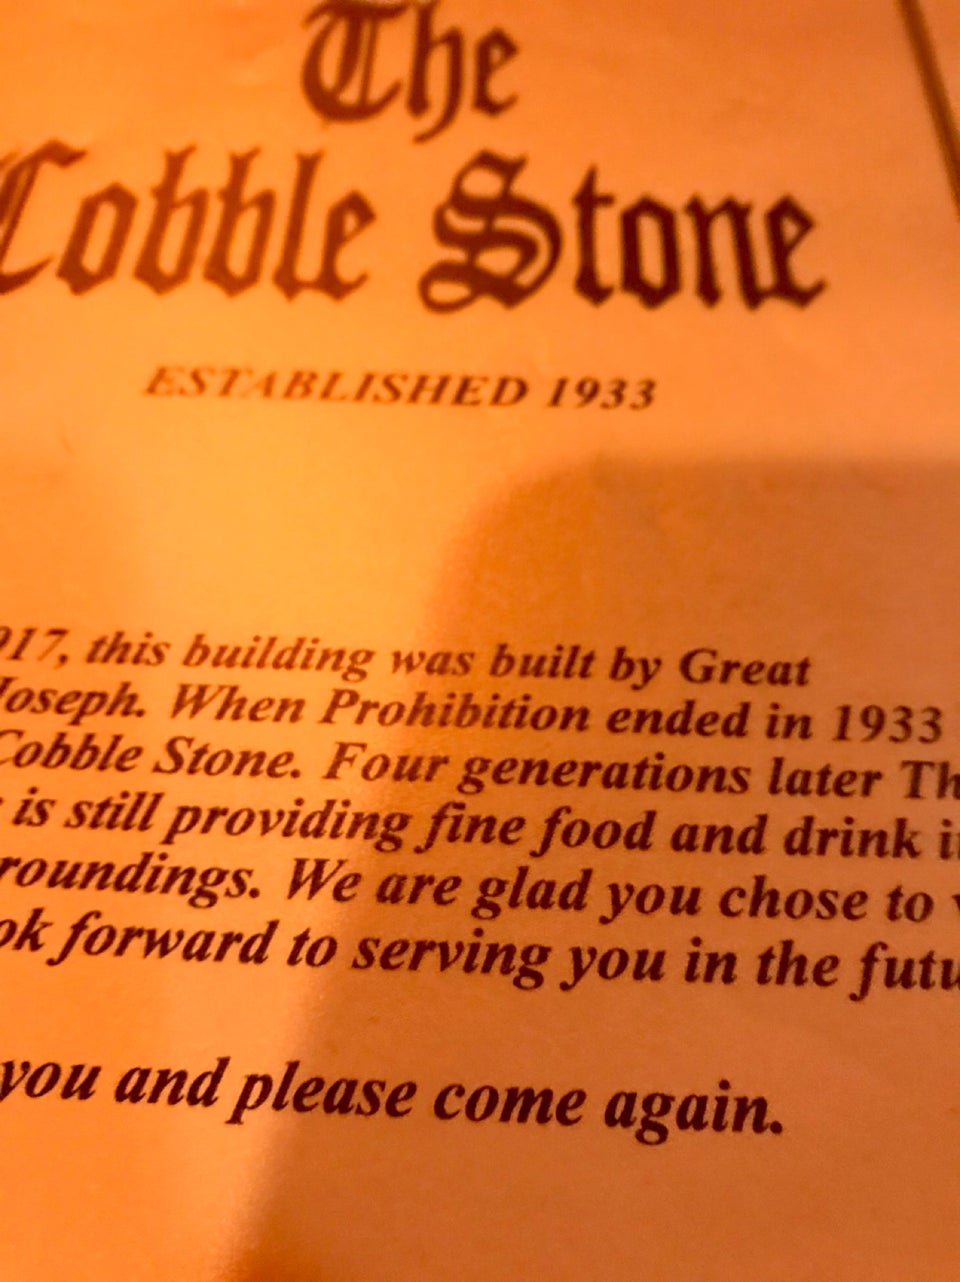 The
Cobble Stone
ESTABLISHED 1933
917, this building was built by Great
Joseph. When Prohibition ended in 1933
Cobble Stone. Four generations later Th
is still providing fine food and drink i
roundings. We are glad you chose to
ok forward to serving you in the futu
you and please come again.